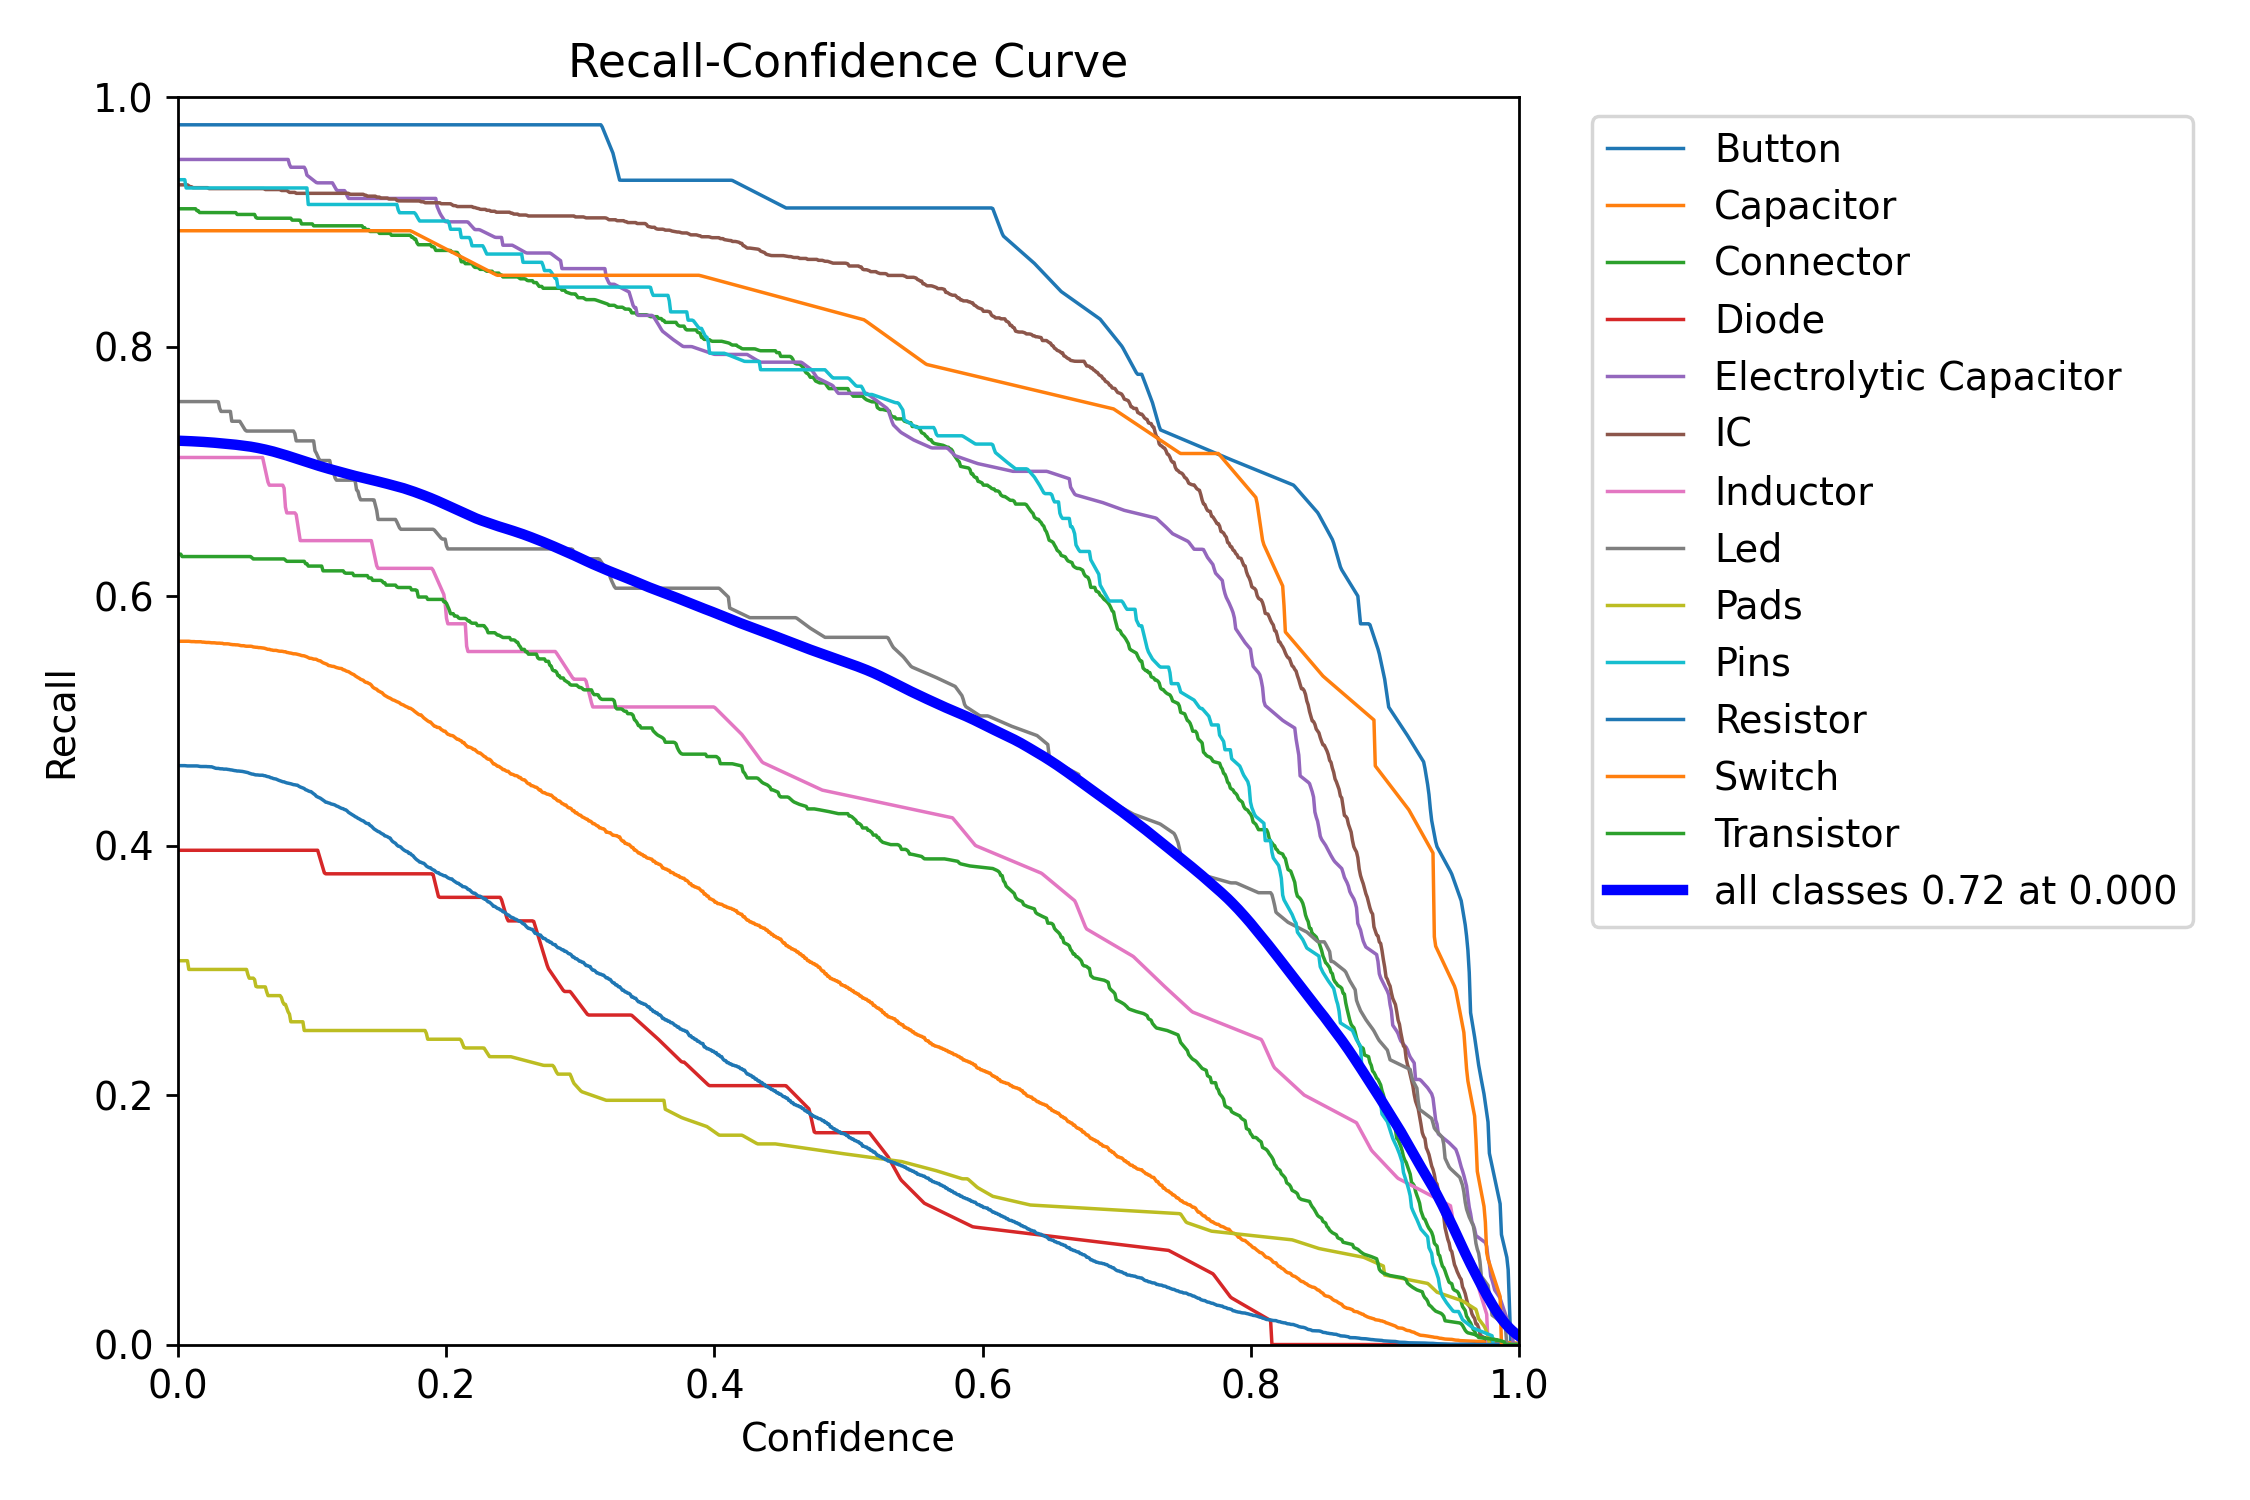 Recall-Confidence Curve
1.0
0.8
0.6
0.4
0.2
0.0
Recall
0.0 0.2 0.4 0.6 0.8 1.0
Confidence
Button
Capacitor
Connector
Diode
Electrolytic Capacitor
IC
Inductor
Led
Pads
Pins
Resistor
Switch
Transistor
all classes 0.72 at 0.000